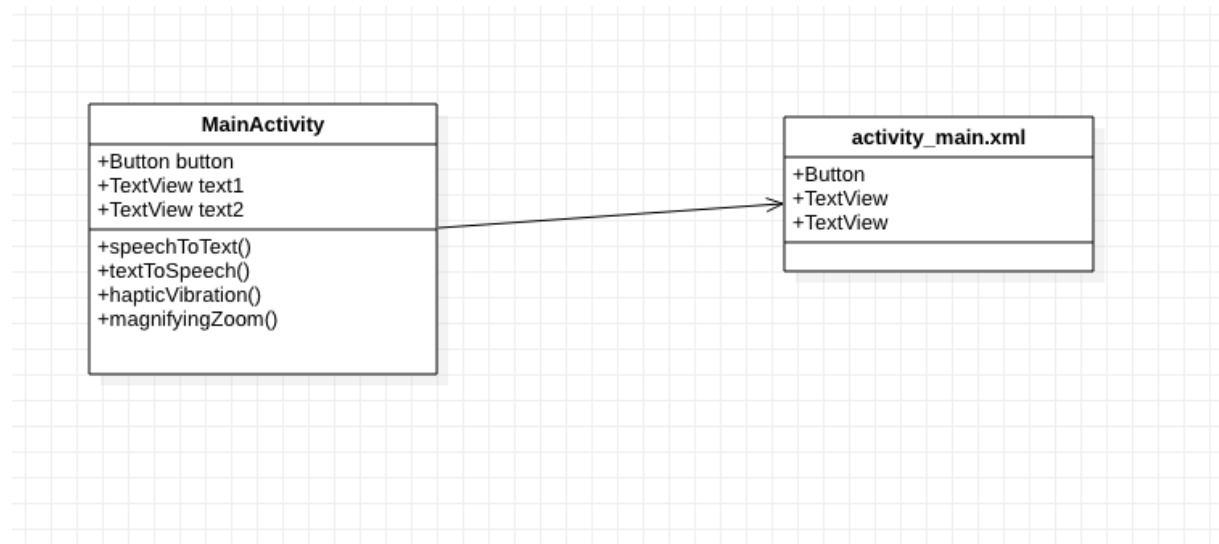 MainActivity
+Button button
+TextView text1
+TextView text2
+speechToText()
+textToSpeech()
+hapticVibration()
+magnifyingZoom()
activity_main.xml
+Button
+TextView
+TextView